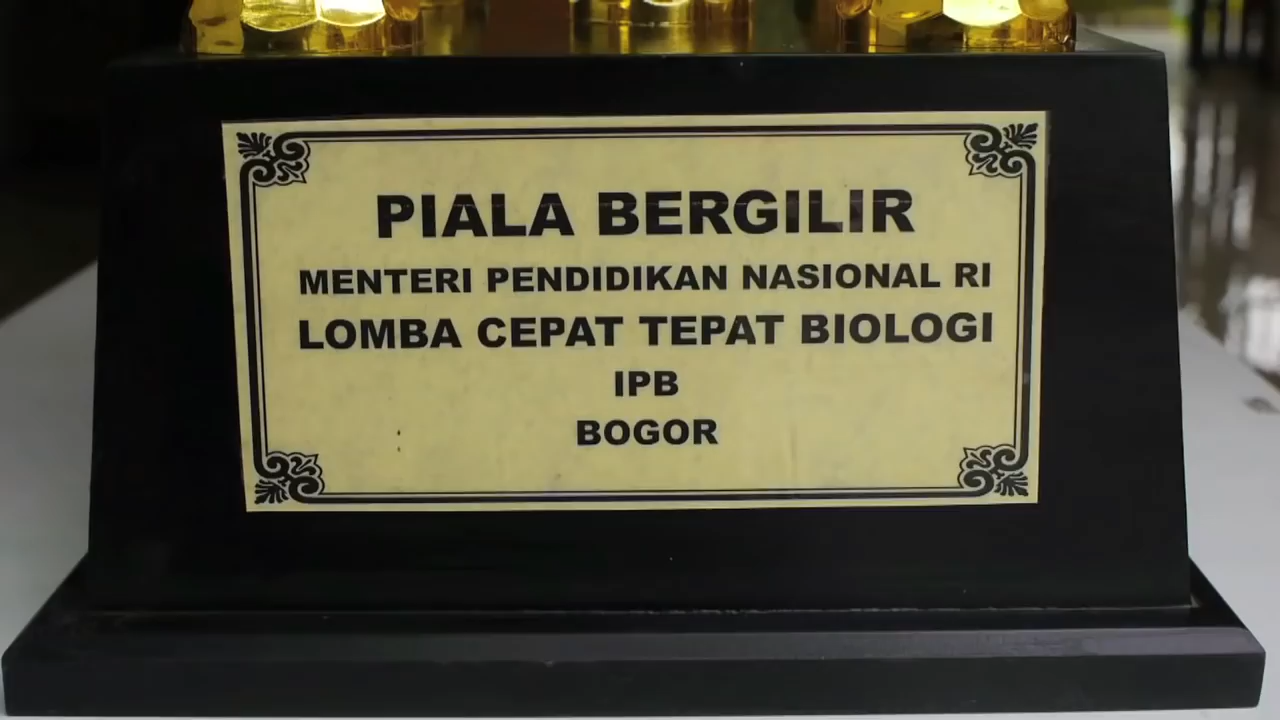 PIALA BERGILIR
MENTERI PENDIDIKAN NASIONAL RI
LOMBA CEPAT TEPAT BIOLOGI
IPB
BOGOR